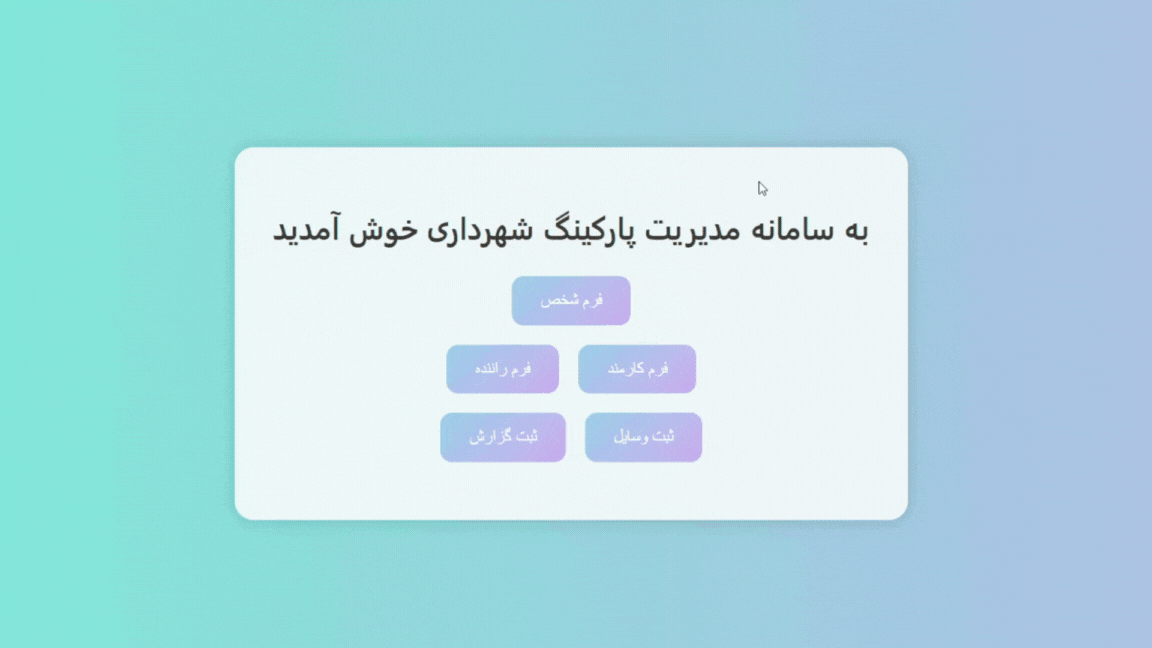 به سامانه مدیریت پارکینگ شهرداری خوش آمدید
فرم شخص
فرم کارمند
فرم راننده
ثبت وسایل
ثبت گزارش